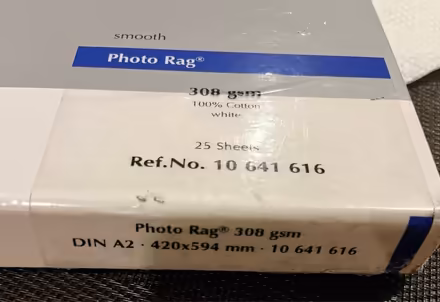 smooth
Photo Rag®
308 gsm
100% Cotton
white
25 Sheets
Ref.No. 10 641 616
Photo Rag® 308 gsm
DIN A2 · 420x594 mm · 10 641 616